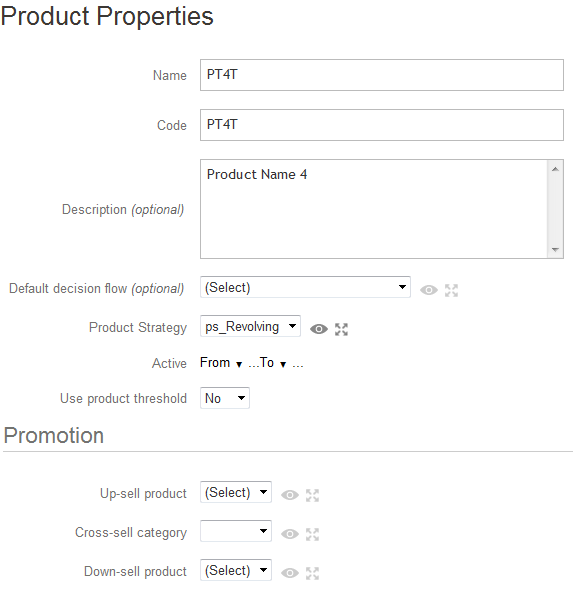 Product Properties
Name PT4T
Code PT4T
Description (optional) Product Name 4
Default decision flow (optional) (Select)
Product Strategy ps_Revolving
Active From ...To ...
Use product threshold No
Promotion
Up-sell product (Select)
Cross-sell category
Down-sell product (Select)